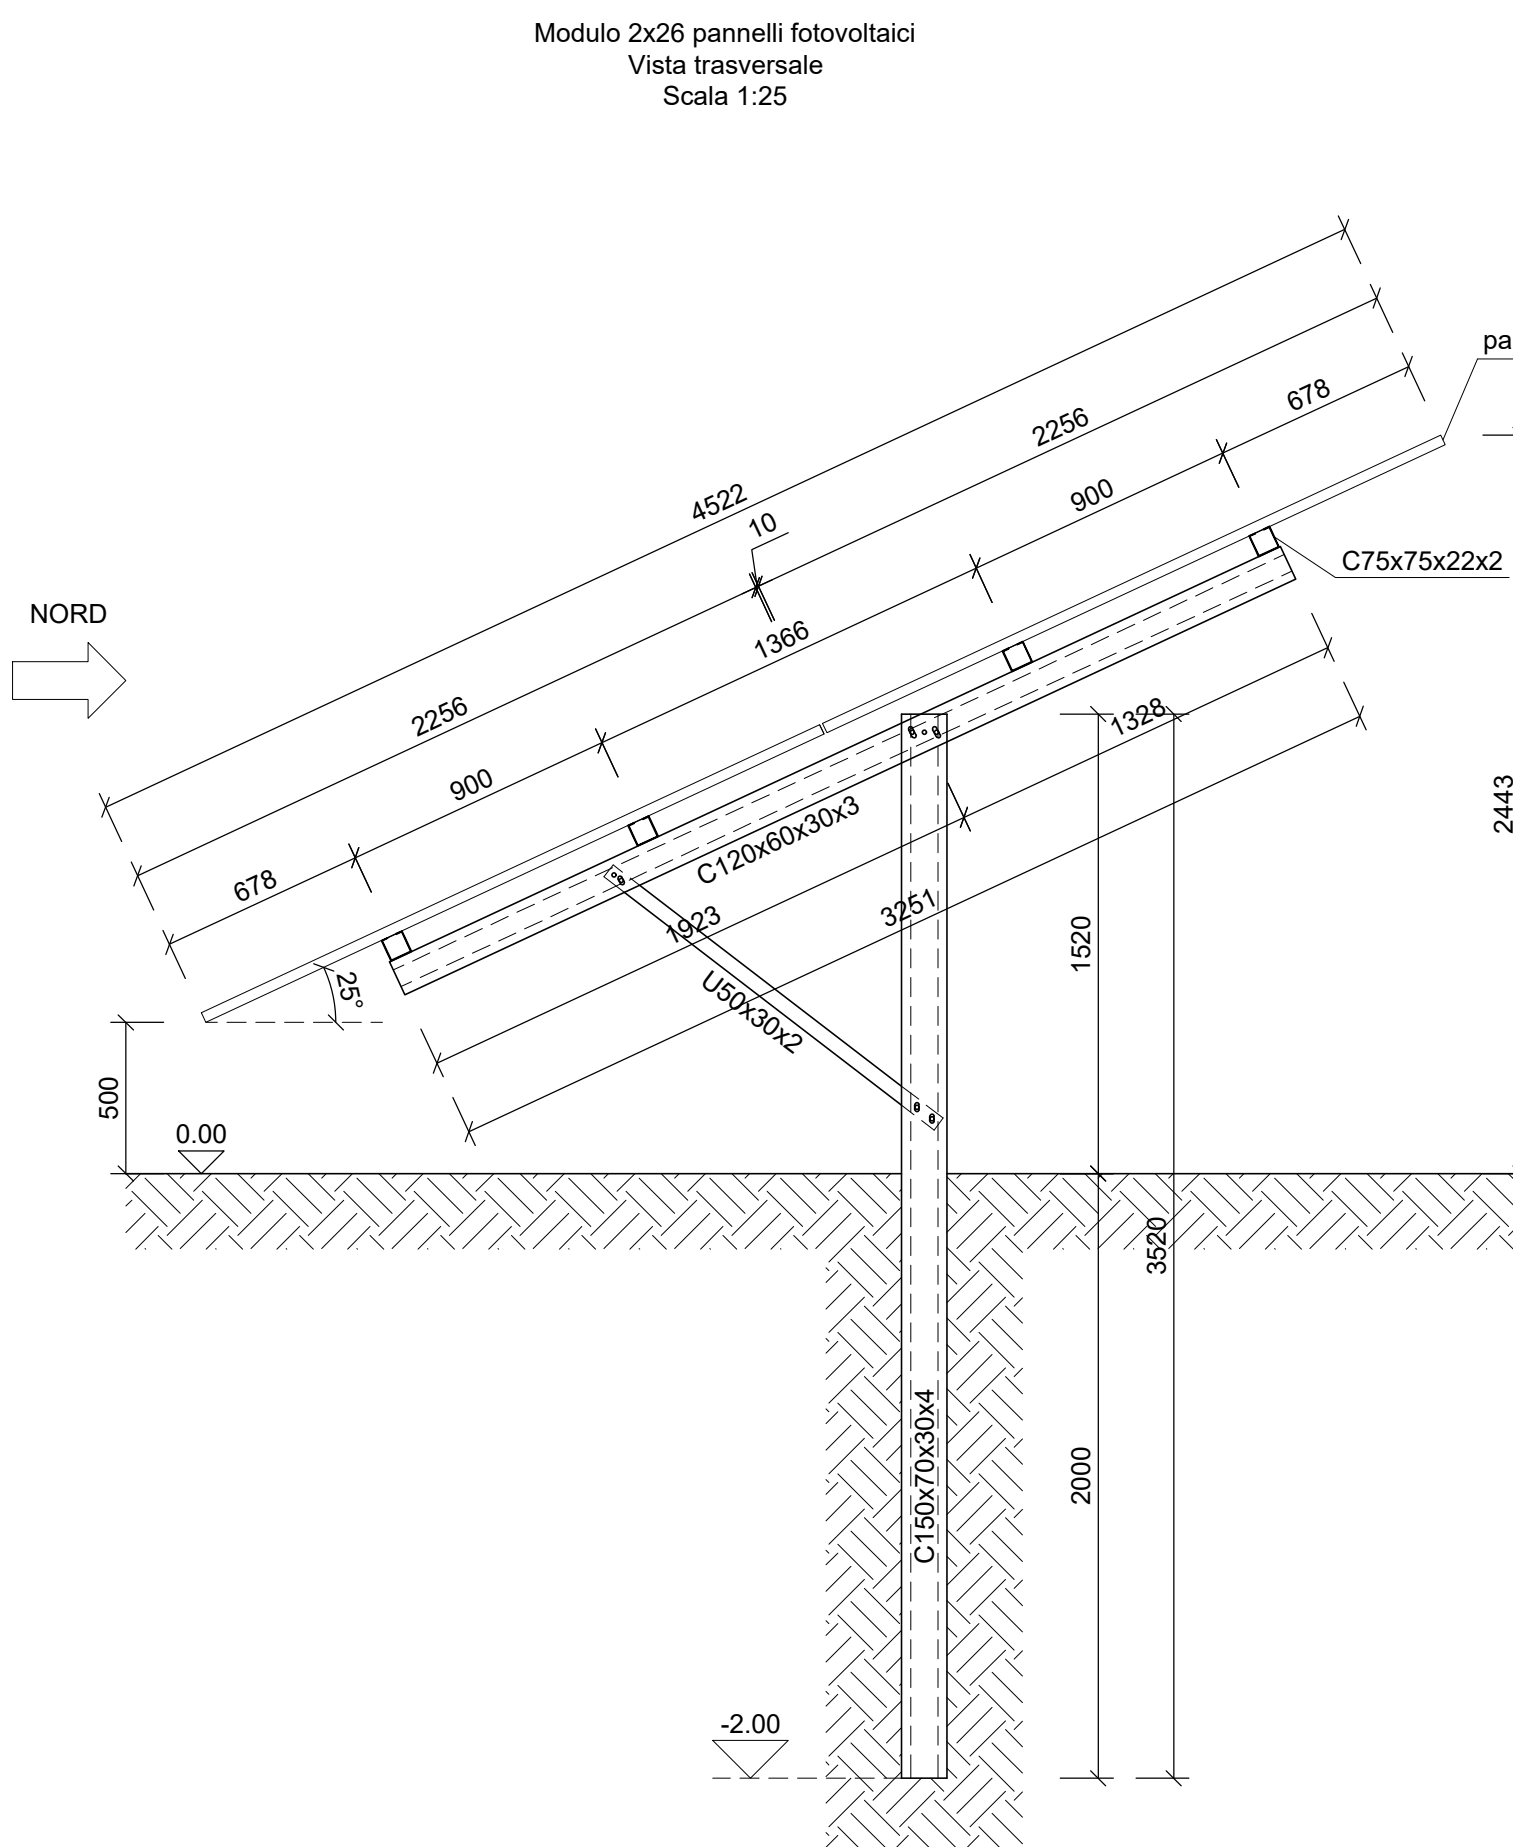 Modulo 2x26 pannelli fotovoltaici
Vista trasversale
Scala 1:25
pa
678
2256
4522
900
10
C75x75x22x2
NORD
1366
2256
1328
900
2443
C120x60x30x3
678
3251
1923
1520
25°
U50x30x2
500
0.00
3520
C150x70x30x4
2000
-2.00